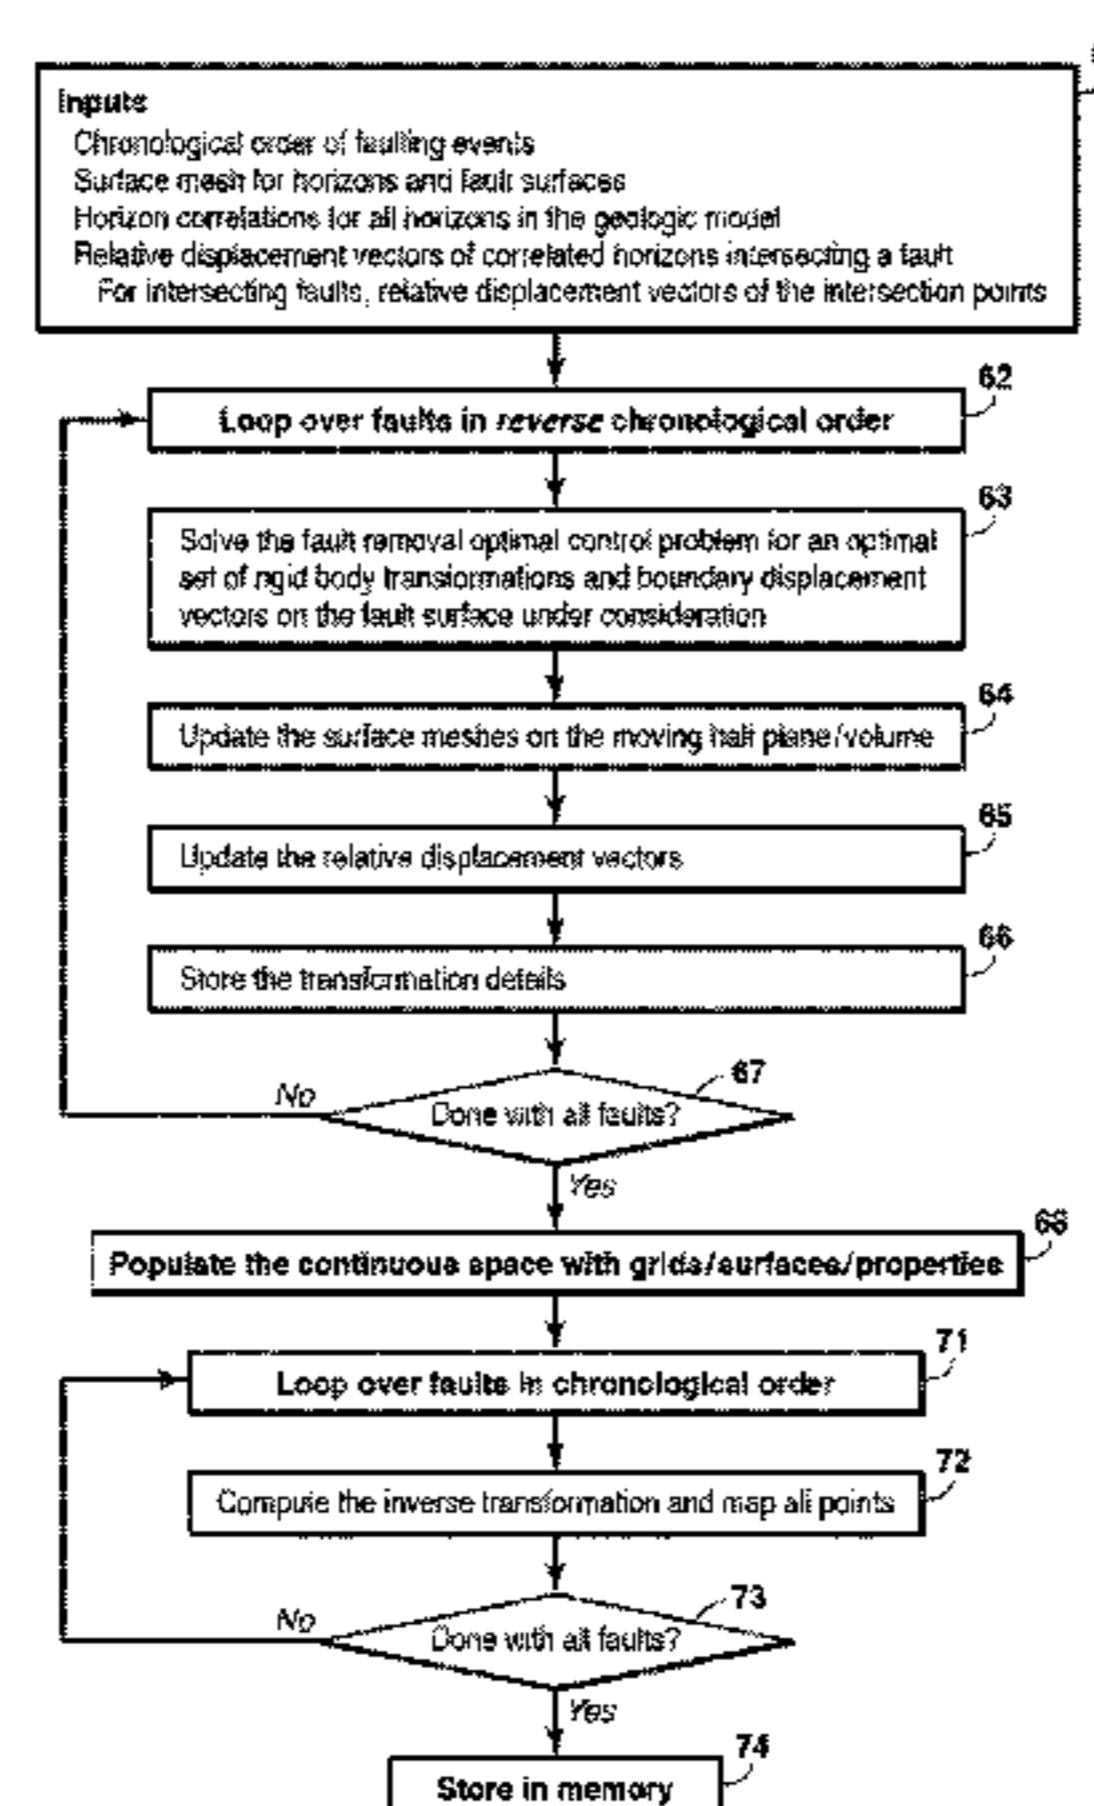 Inputs
Chronological order of faulting events
Surface mesh for horizons and fault surfaces
Horizon correlations for all horizons in the geologic model
Relative displacement vectors of correlated horizons intersecting a fault
For intersecting faults, relative displacement vectors of the intersection points
62
Loop over faults in reverse chronological order
63
Solve the fault removal optimal control problem for an optimal
set of rigid body transformations and boundary displacement
vectors on the fault surface under consideration
64
Update the surface meshes on the moving half plane/volume
65
Update the relative displacement vectors
66
Store the transformation details
67
No
Done with all faults?
Yes
68
Populate the continuous space with grids/surfaces/properties
71
Loop over faults in chronological order
72
Compute the inverse transformation and map all points
73
No
Done with all faults?
Yes
74
Store in memory